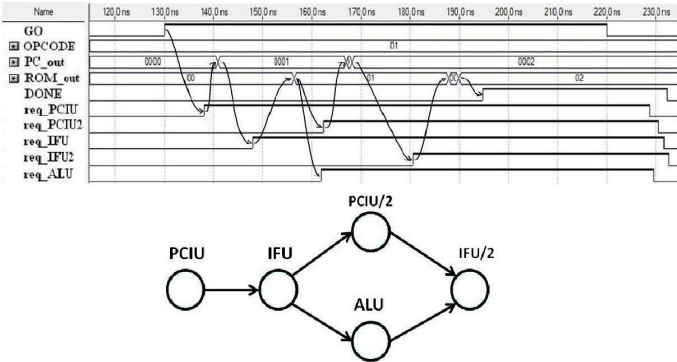 Name 120.0 ns 130.0 ns 140.0 ns 150.0 ns 160.0 ns 170.0 ns 180.0 ns 190.0 ns 200.0 ns 210.0 ns 220.0 ns 230.0 ns
GO
OPCODE 01
PC_out 0000 0001 0002
ROM_out 00 01 02
DONE
req_PCIU
req_PCIU2
req_IFU
req_IFU2
req_ALU
PCIU/2
PCIU IFU IFU/2
ALU